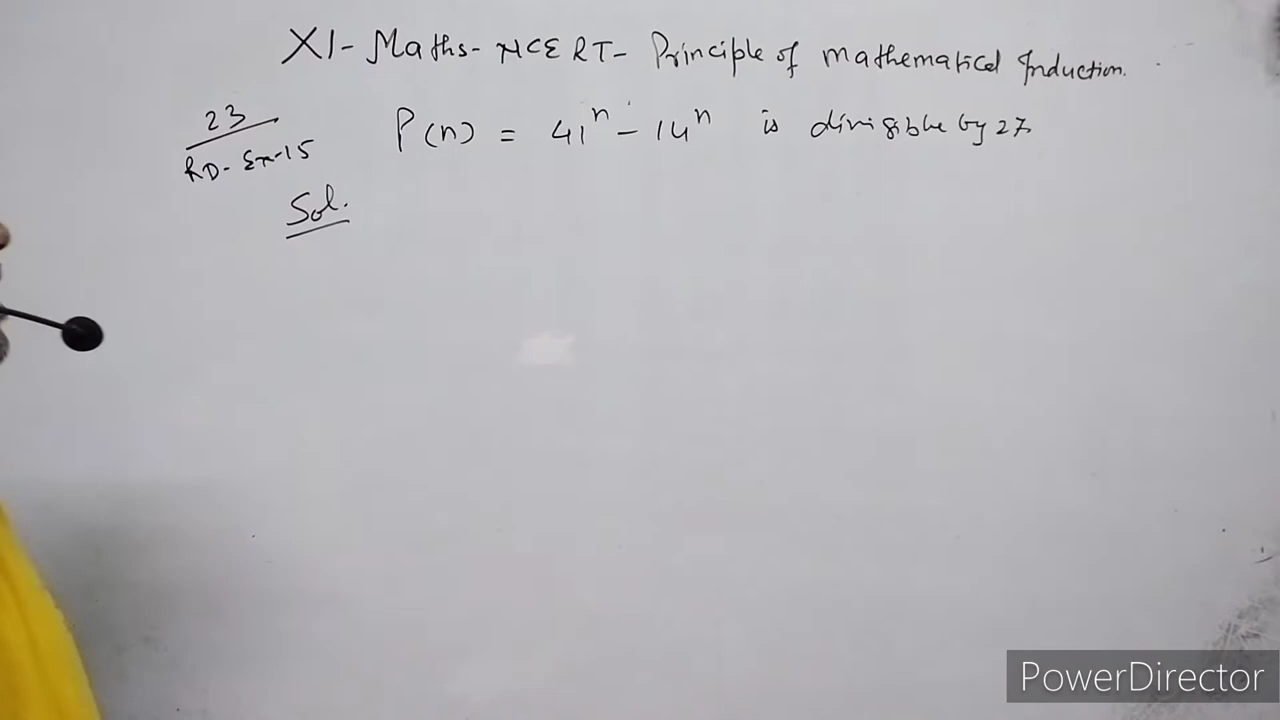 XI- Maths- NCERT- Principle of mathematical Induction.
23
P(n) = 41ⁿ - 14ⁿ is divisible by 27
RD- Ex-15
Sol.
PowerDirector